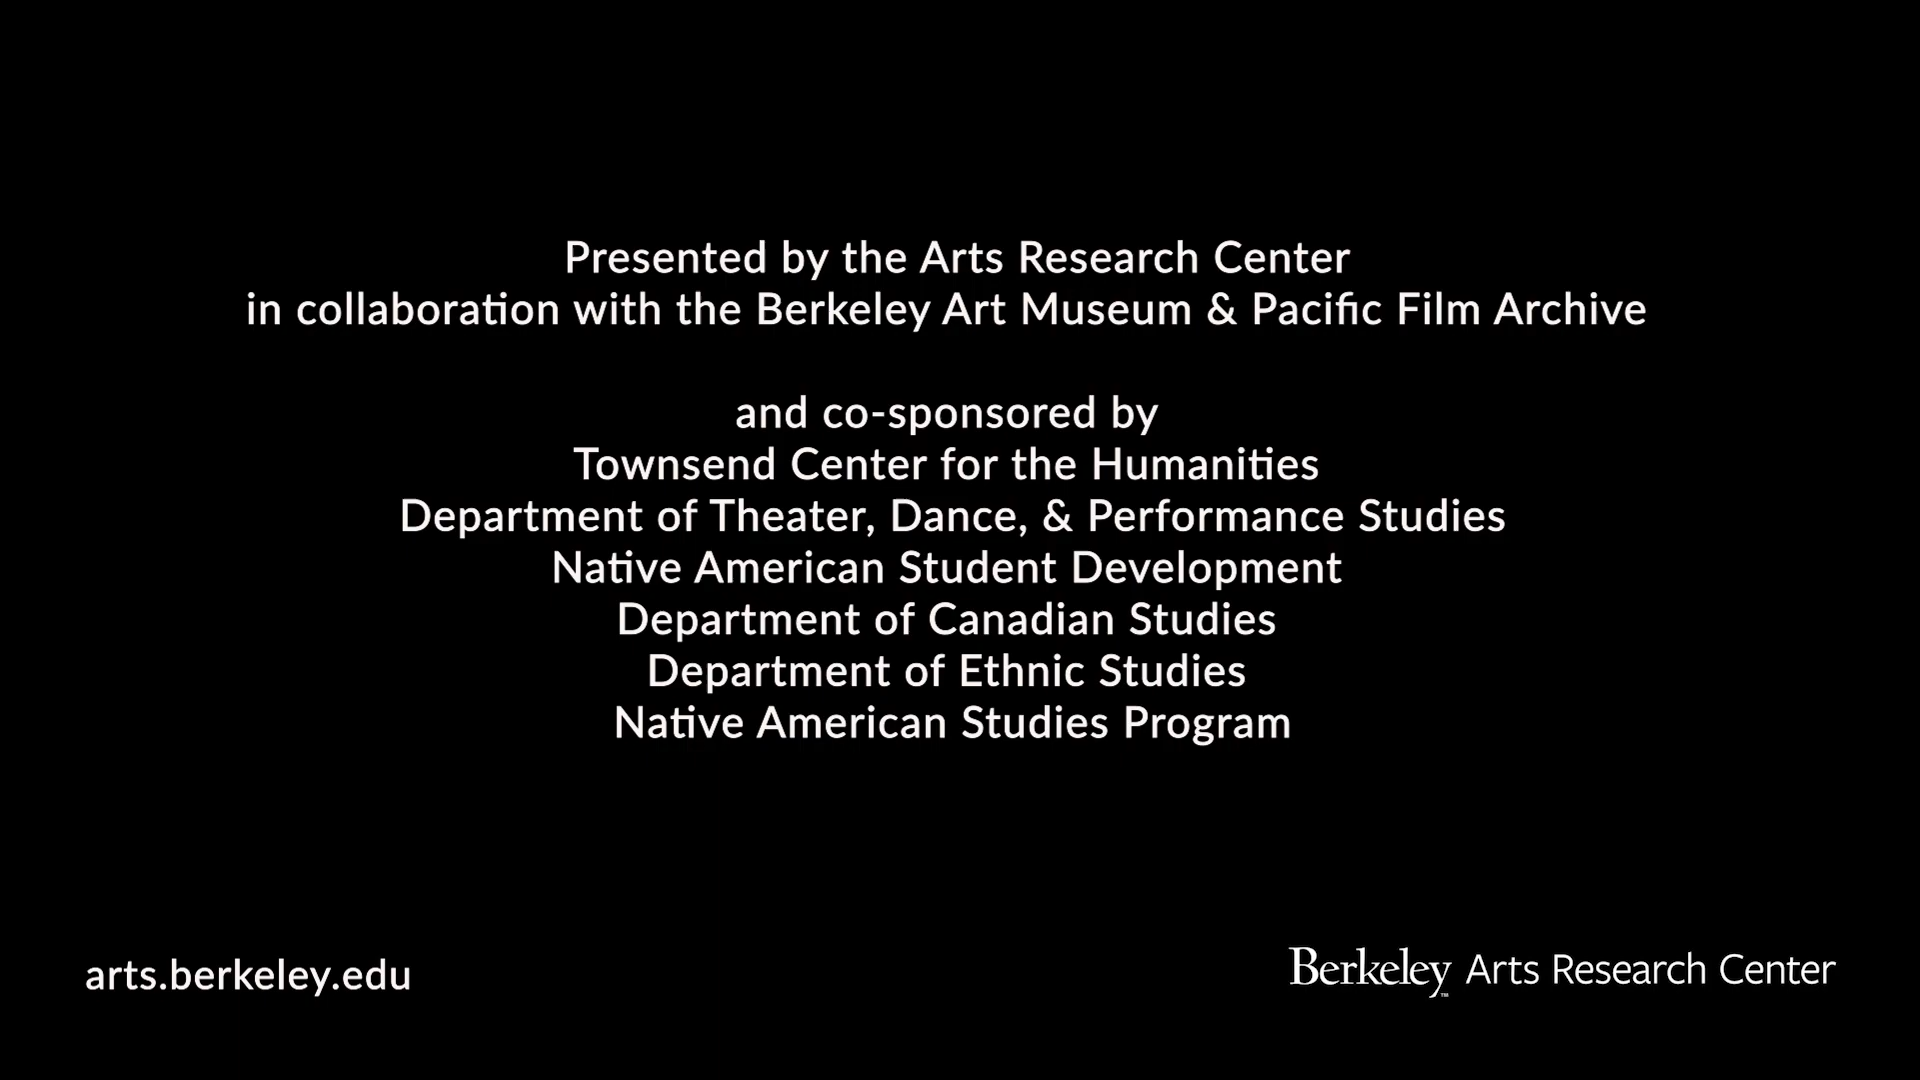 Presented by the Arts Research Center
in collaboration with the Berkeley Art Museum & Pacific Film Archive
and co-sponsored by
Townsend Center for the Humanities
Department of Theater, Dance, & Performance Studies
Native American Student Development
Department of Canadian Studies
Department of Ethnic Studies
Native American Studies Program
arts.berkeley.edu
Berkeley™ Arts Research Center